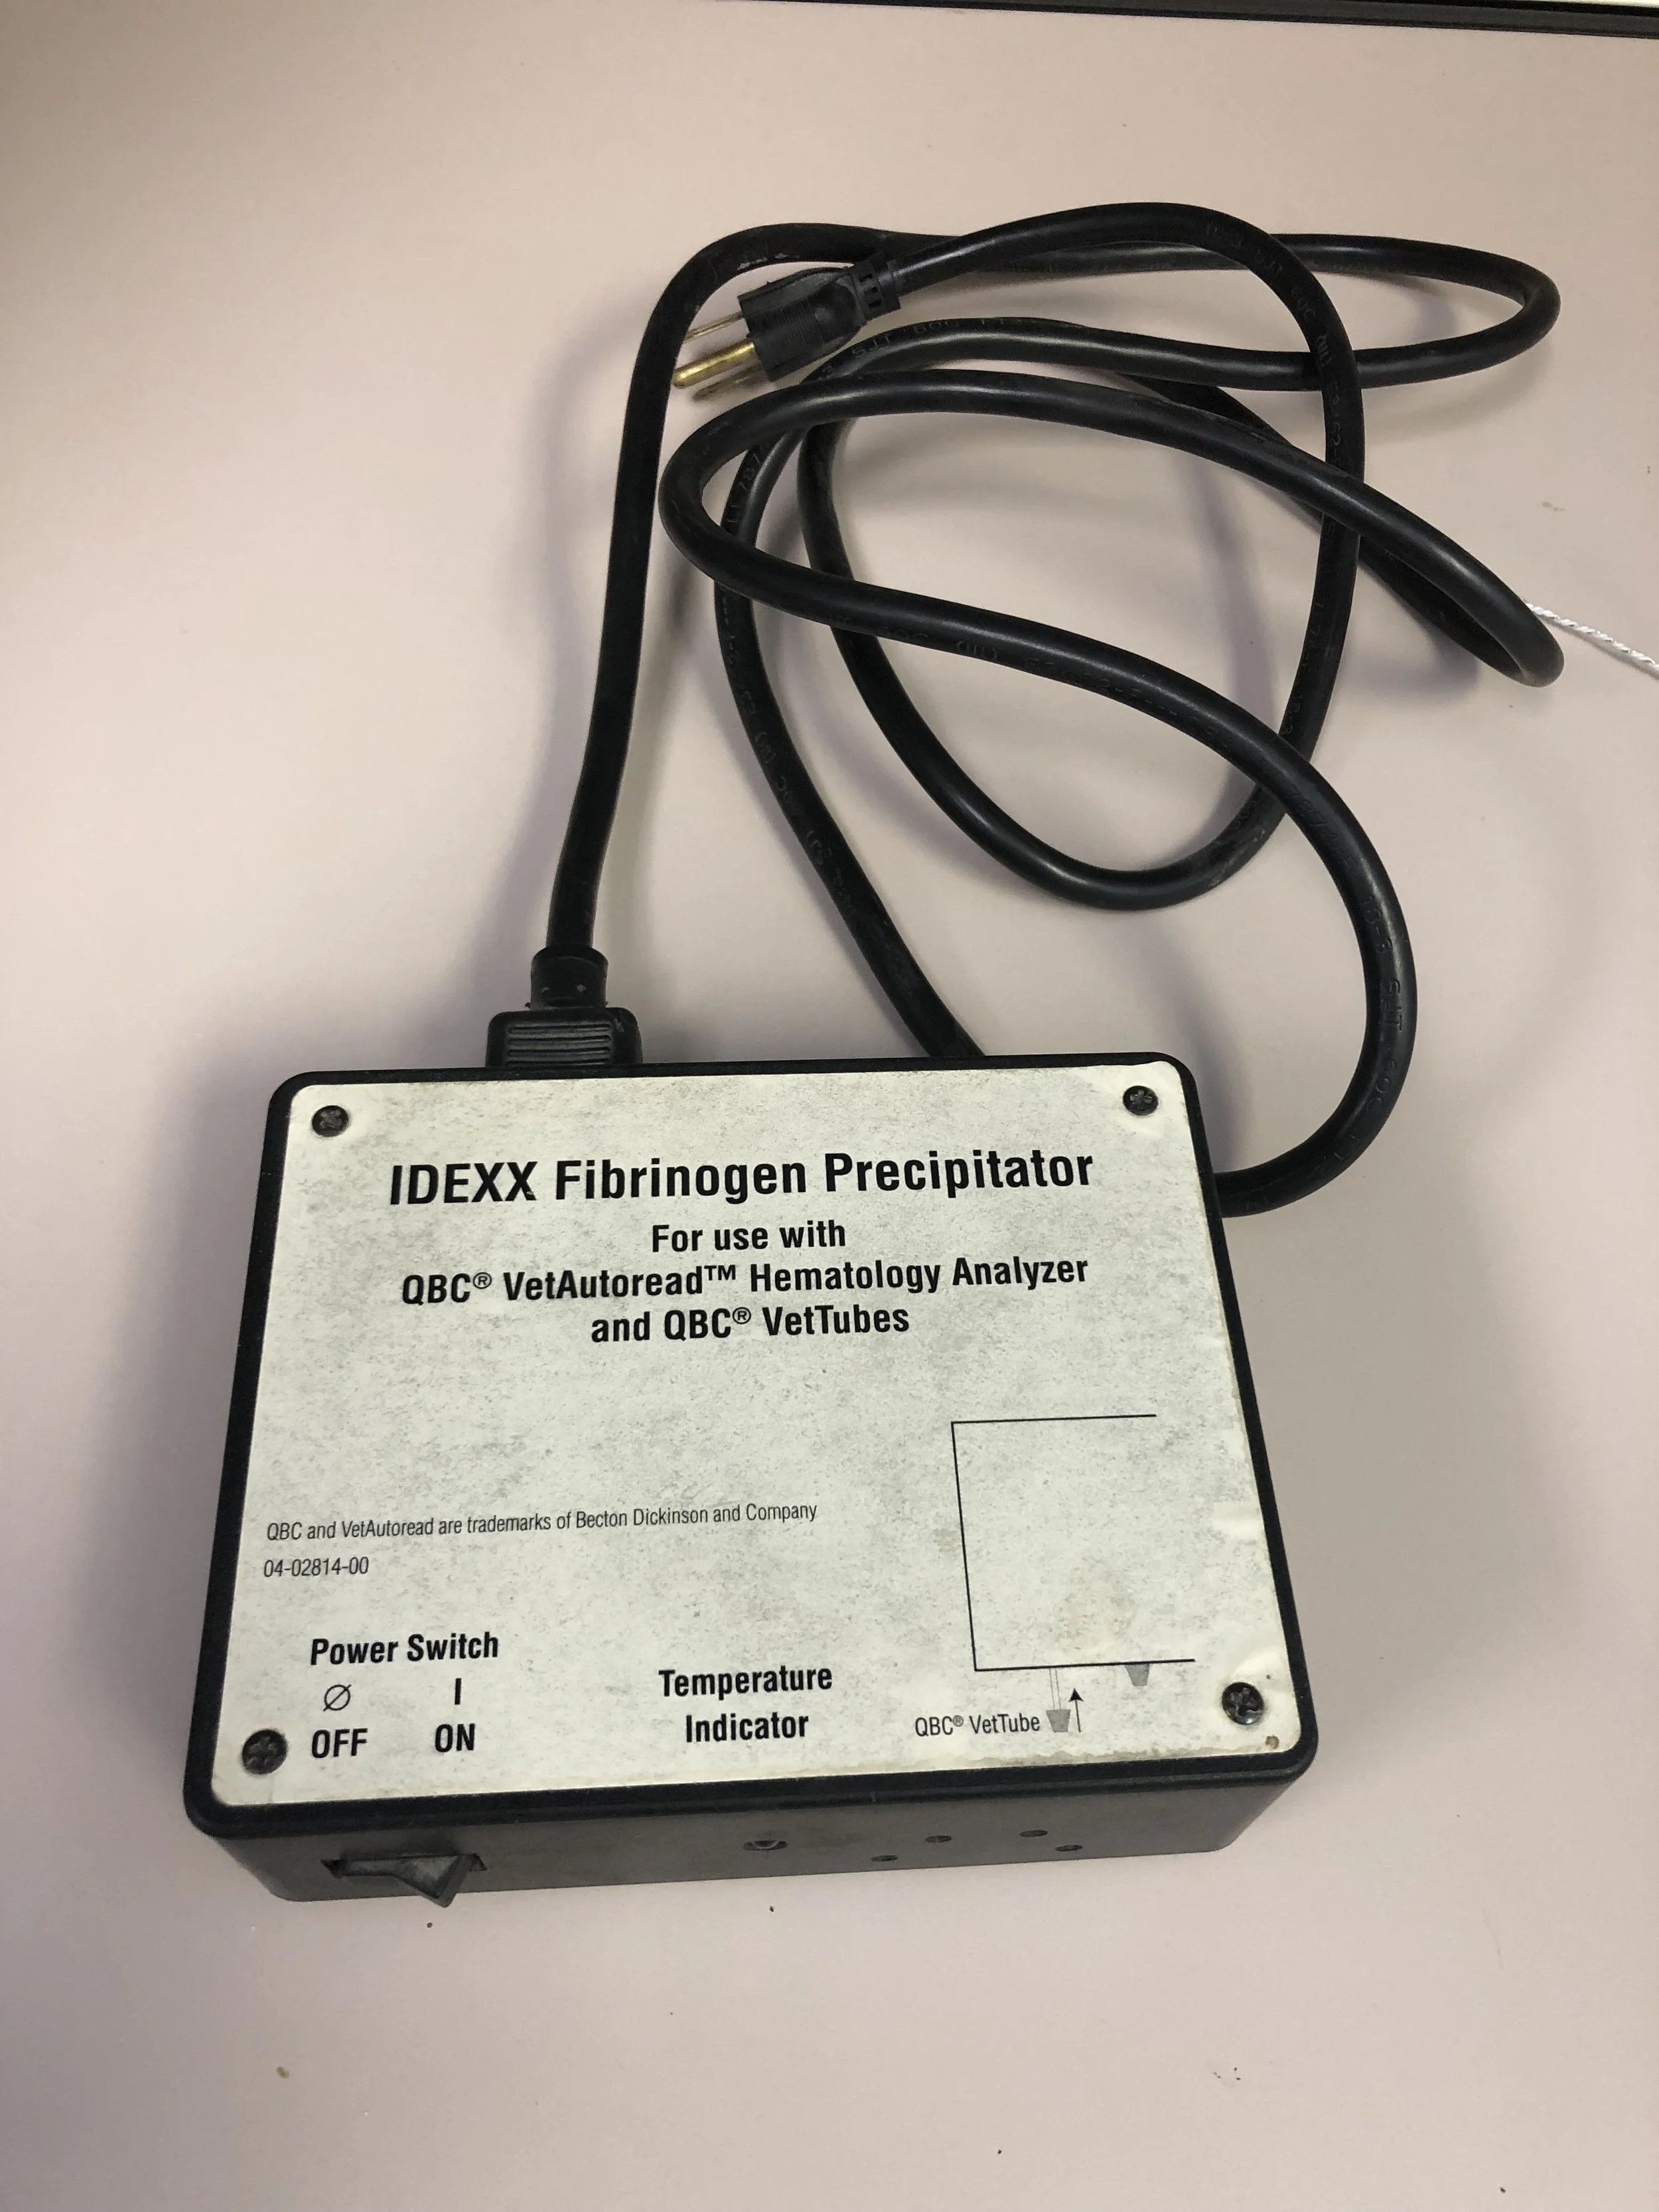 IDEXX Fibrinogen Precipitator
For use with
QBC® VetAutoread™ Hematology Analyzer
and QBC® VetTubes
QBC and VetAutoread are trademarks of Becton Dickinson and Company
04-02814-00
Power Switch
∅ I
OFF ON
Temperature
Indicator
QBC® VetTube